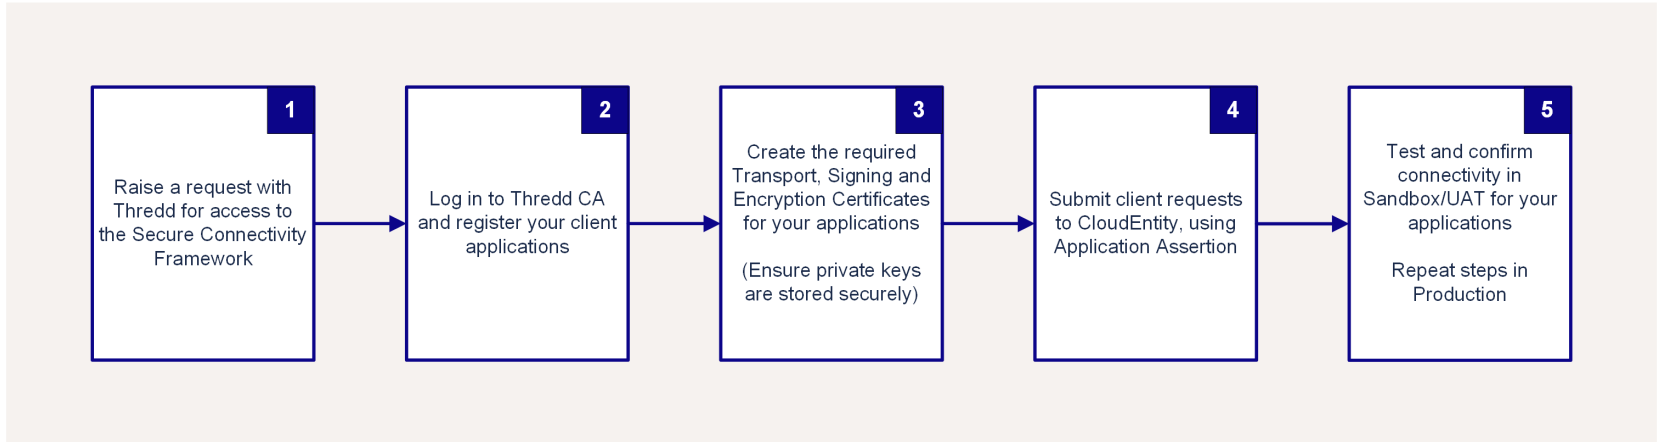 1
Raise a request with
Thredd for access to
the Secure Connectivity
Framework
2
Log in to Thredd CA
and register your client
applications
3
Create the required
Transport, Signing and
Encryption Certificates
for your applications
(Ensure private keys
are stored securely)
4
Submit client requests
to CloudEntity, using
Application Assertion
5
Test and confirm
connectivity in
Sandbox/UAT for your
applications
Repeat steps in
Production